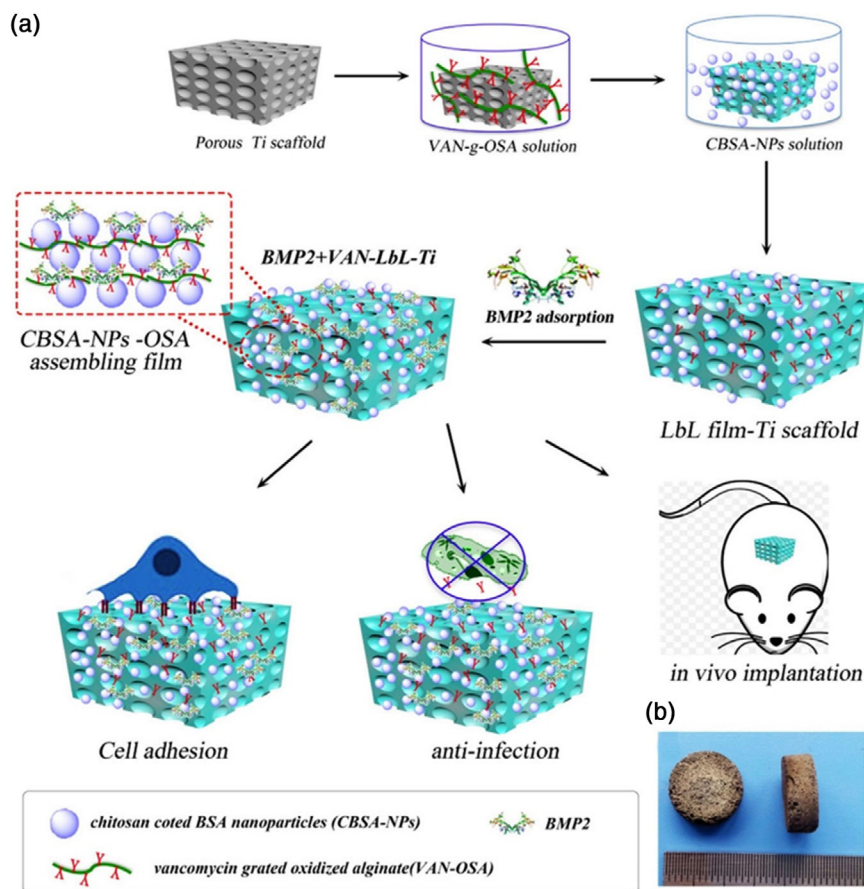 (a)
Porous Ti scaffold
VAN-g-OSA solution
CBSA-NPs solution
BMP2+VAN-LbL-Ti
BMP2 adsorption
CBSA-NPs -OSA
assembling film
LbL film-Ti scaffold
Cell adhesion
anti-infection
in vivo implantation
(b)
chitosan coted BSA nanoparticles (CBSA-NPs)
BMP2
vancomycin grated oxidized alginate(VAN-OSA)